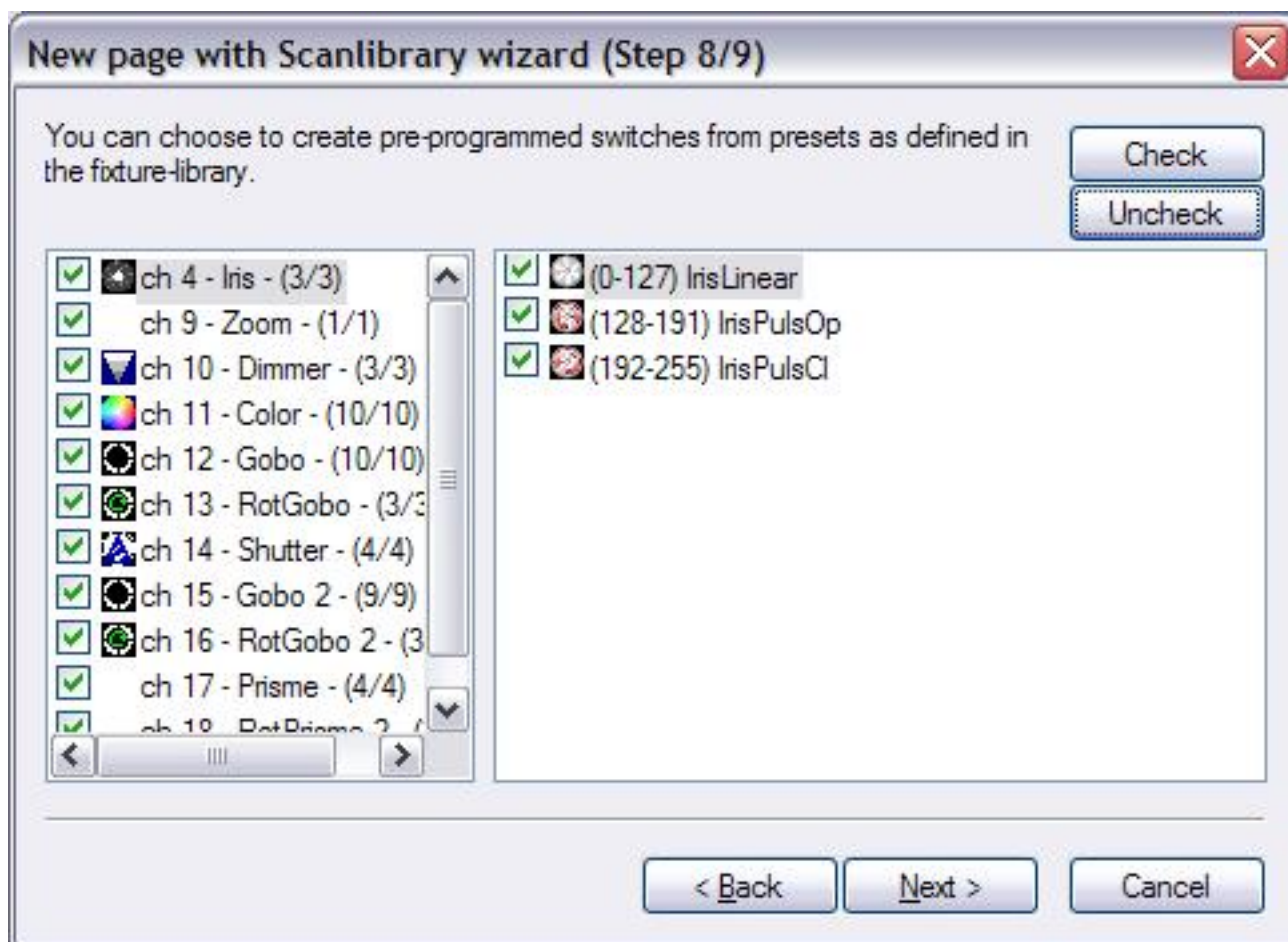 New page with Scanlibrary wizard (Step 8/9)
You can choose to create pre-programmed switches from presets as defined in
the fixture-library.
Check
Uncheck
ch 4 - Iris - (3/3)
ch 9 - Zoom - (1/1)
ch 10 - Dimmer - (3/3)
ch 11 - Color - (10/10)
ch 12 - Gobo - (10/10)
ch 13 - RotGobo - (3/3
ch 14 - Shutter - (4/4)
ch 15 - Gobo 2 - (9/9)
ch 16 - RotGobo 2 - (3
ch 17 - Prisme - (4/4)
ch 18 - RotPrisme 2 - (
(0-127) IrisLinear
(128-191) IrisPulsOp
(192-255) IrisPulsCl
< Back
Next >
Cancel